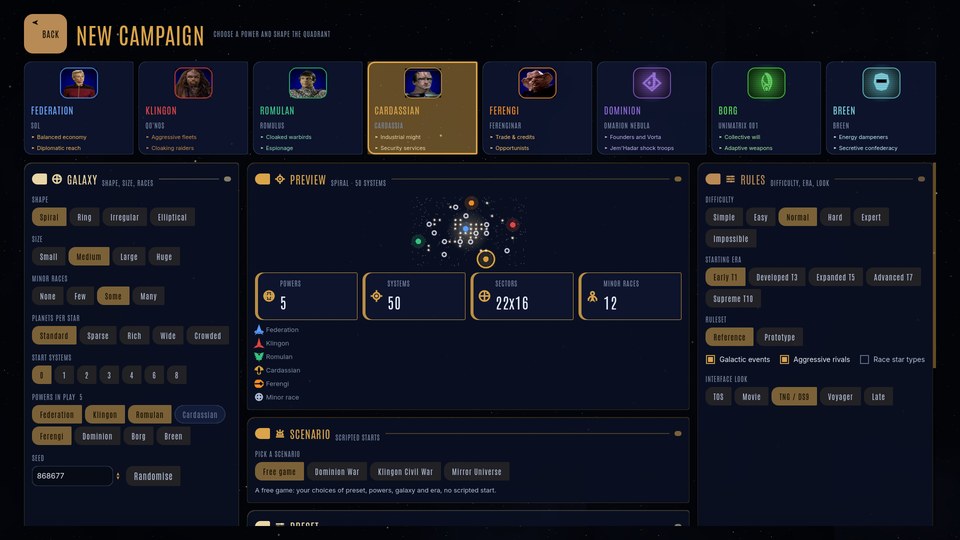 BACK
NEW CAMPAIGN
CHOOSE A POWER AND SHAPE THE QUADRANT
FEDERATION
SOL
• Balanced economy
• Diplomatic reach
KLINGON
QO'NOS
• Aggressive fleets
• Cloaking raids
ROMULAN
ROMULUS
• Cloaked warbirds
• Espionage
CARDASSIAN
CARDASSIA
• Industrial might
• Security services
FERENGI
FERENGINAR
• Trade & credits
• Opportunists
DOMINION
OMARION NEBULA
• Founders and Vorta
• Jem'Hadar shock troops
BORG
UNIMATRIX 001
• Collective will
• Adaptive weapons
BREEN
BREEN
• Energy dampeners
• Secretive confederacy
GALAXY SHAPE, SIZE, RACES
SHAPE
Spiral Ring Irregular Elliptical
SIZE
Small Medium Large Huge
MINOR RACES
None Few Some Many
PLANETS PER STAR
Standard Sparse Rich Wide Crowded
START SYSTEMS
0 1 2 3 4 6 8
POWERS IN PLAY 5
Federation Klingon Romulan Cardassian
Ferengi Dominion Borg Breen
SEED
868677 Randomise
PREVIEW SPIRAL · 50 SYSTEMS
POWERS
5
SYSTEMS
50
SECTORS
22x16
MINOR RACES
12
Federation
Klingon
Romulan
Cardassian
Ferengi
Minor race
SCENARIO SCRIPTED STARTS
PICK A SCENARIO
Free game Dominion War Klingon Civil War Mirror Universe
A free game: your choices of preset, powers, galaxy and era, no scripted start.
RULES DIFFICULTY, ERA, LOOK
DIFFICULTY
Simple Easy Normal Hard Expert
Impossible
STARTING ERA
Early T1 Developed T3 Expanded T5 Advanced T7
Supreme T10
RULESET
Reference Prototype
Galactic events Aggressive rivals Race star types
INTERFACE LOOK
TOS Movie TNG / DS9 Voyager Late